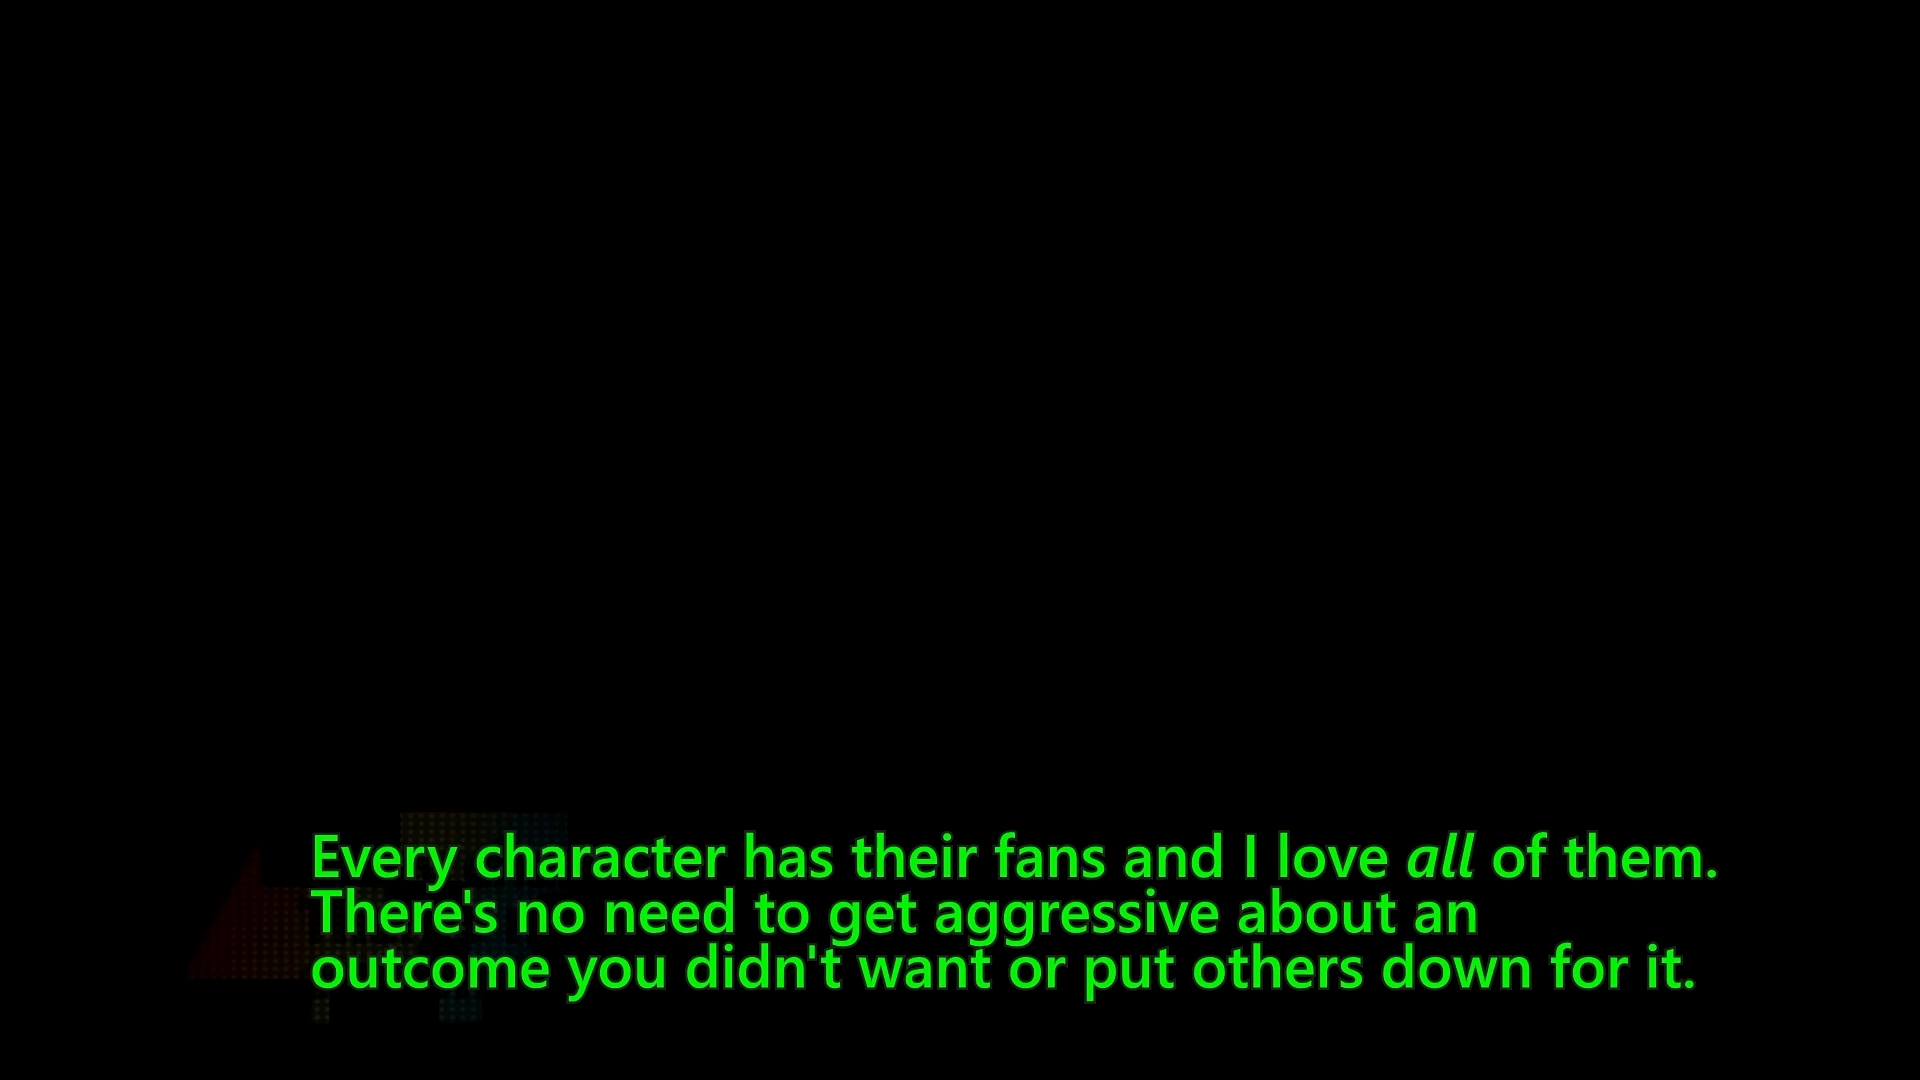 Every character has their fans and I love all of them.
There's no need to get aggressive about an
outcome you didn't want or put others down for it.